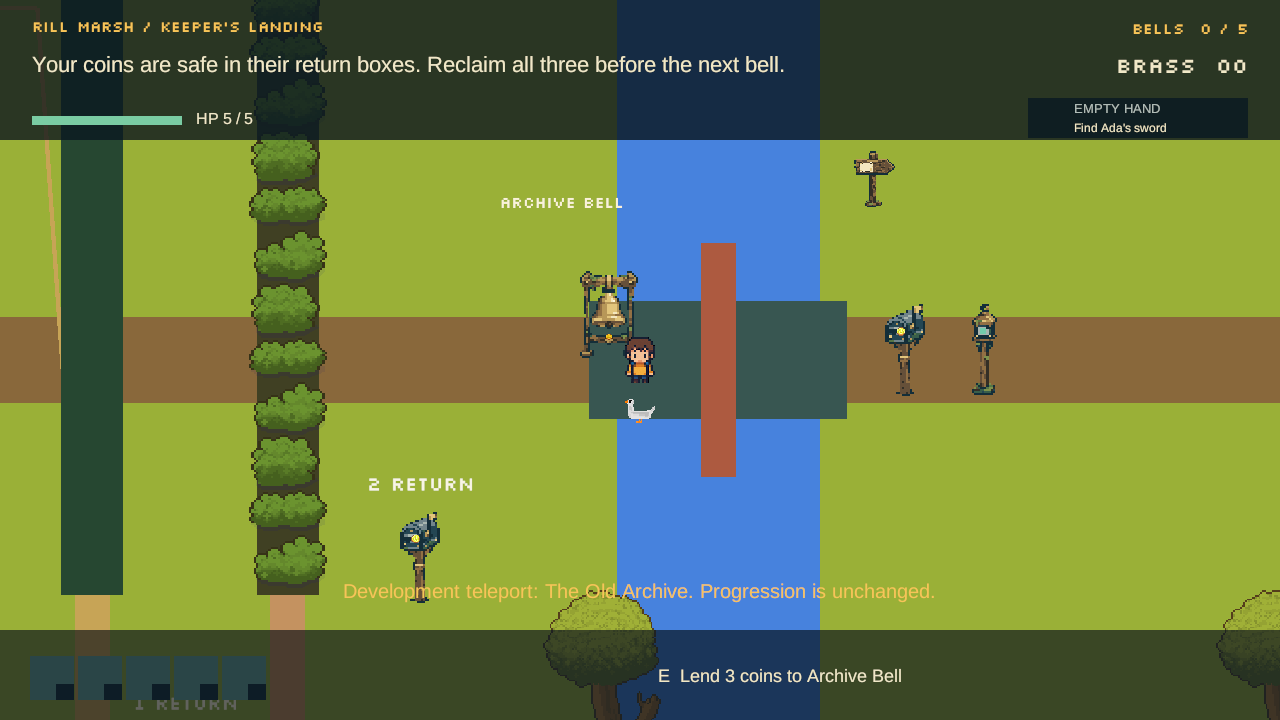 RILL MARSH / KEEPER'S LANDING
BELLS 0 / 5
Your coins are safe in their return boxes. Reclaim all three before the next bell.
BRASS 00
HP 5 / 5
EMPTY HAND
Find Ada's sword
ARCHIVE BELL
2 RETURN
Development teleport: The Old Archive. Progression is unchanged.
E Lend 3 coins to Archive Bell
1 RETURN